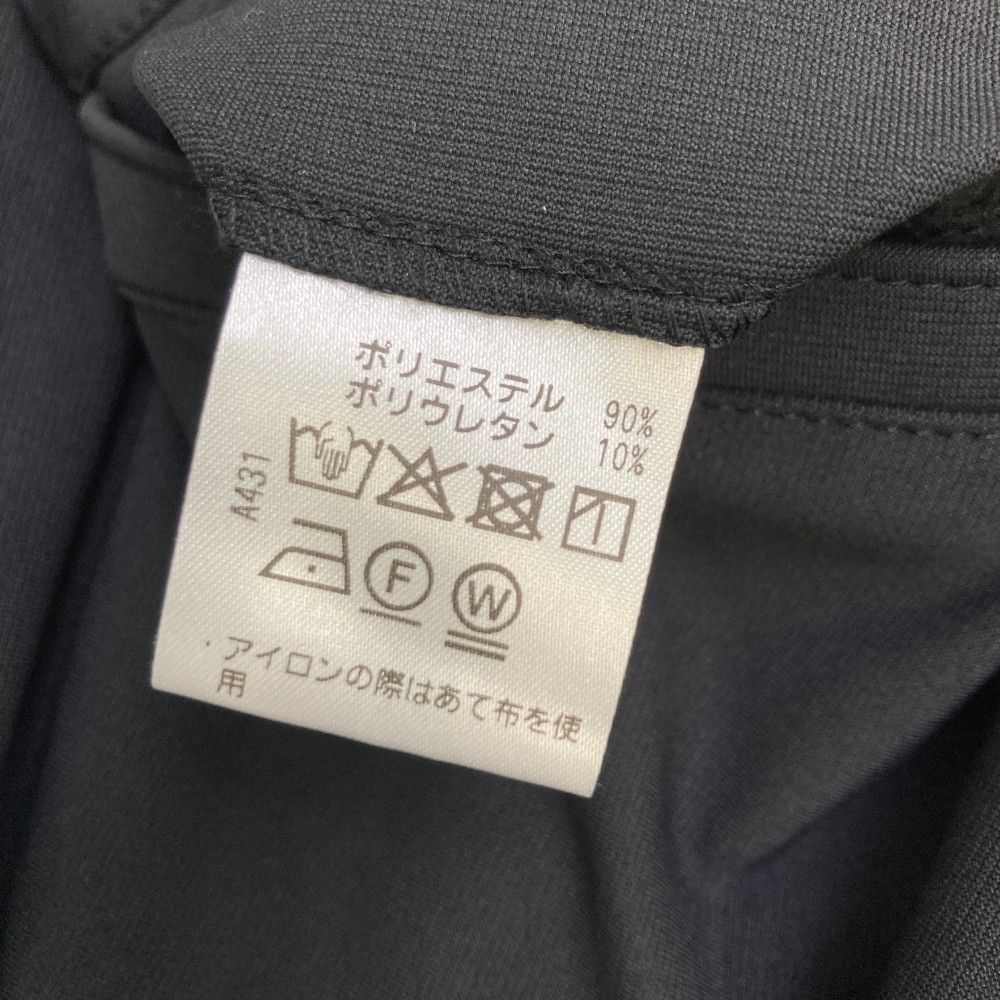 ポリエステル 90%
ポリウレタン 10%
A431
F
W
・アイロンの際はあて布を使
用